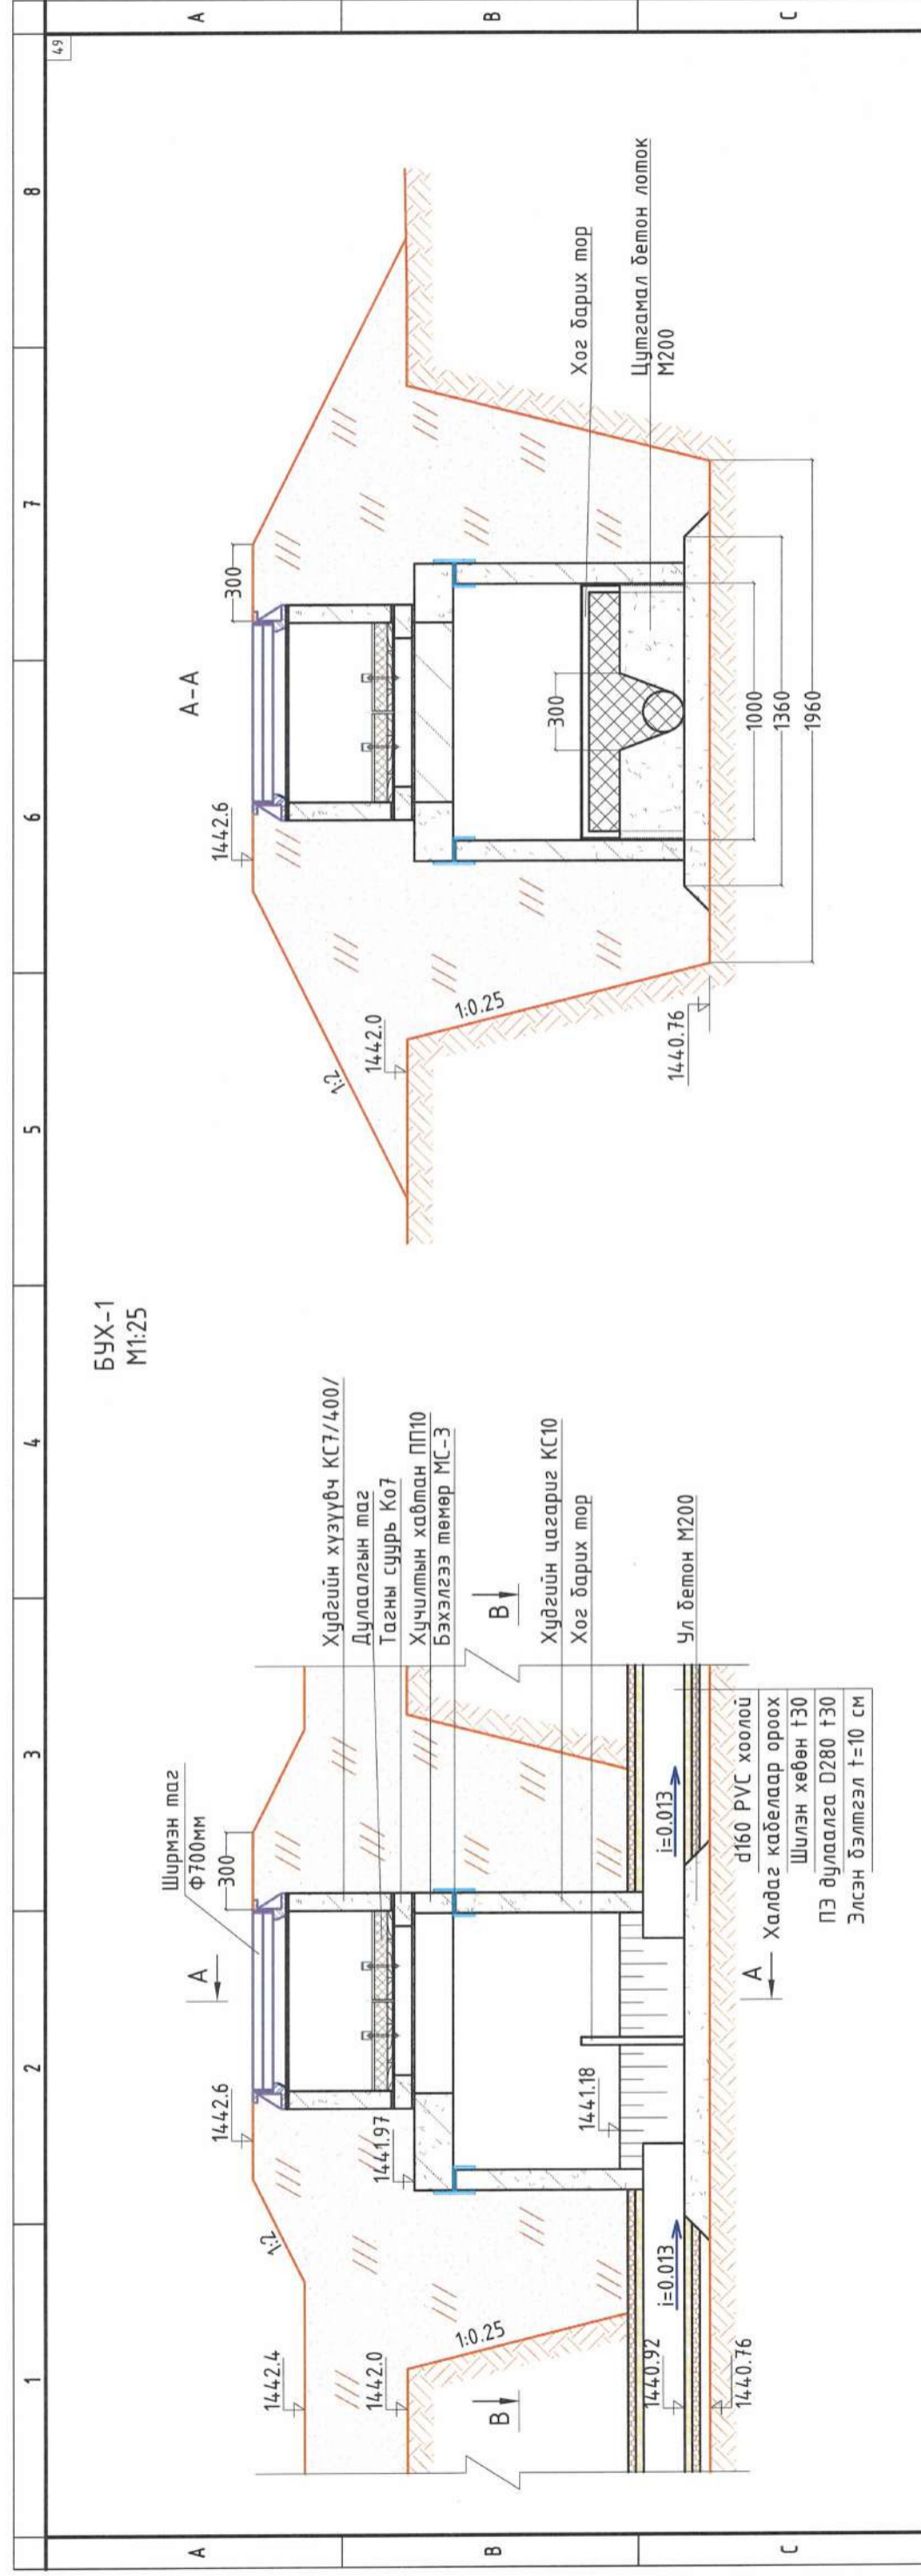 1
2
3
4
5
6
7
8
A
B
C
A
B
C
49
БҮХ-1
M1:25
Ширмэн таг
Ф700мм
300
A
1442.6
1442.4
1:2
1442.0
1441.97
1:0.25
B
B
1441.18
i=0.013
i=0.013
1440.92
1440.76
A
Худгийн хүзүүвч КС7/400/
Дулаалгын таг
Тагны суурь Ко7
Хучилтын хавтан ПП10
Бэхэлгээ төмөр МС-3
Худгийн цагариг КС10
Хог барих тор
Ул бетон М200
d160 PVC хоолой
Халдаг кабелаар ороох
Шилэн хөвөн t30
ПЭ дулаалга D280 t30
Элсэн бэлтгэл t=10 см
A-A
300
1442.6
1:2
1442.0
1:0.25
1440.76
300
1000
1360
1960
Хог барих тор
Цутгамал бетон лоток
М200